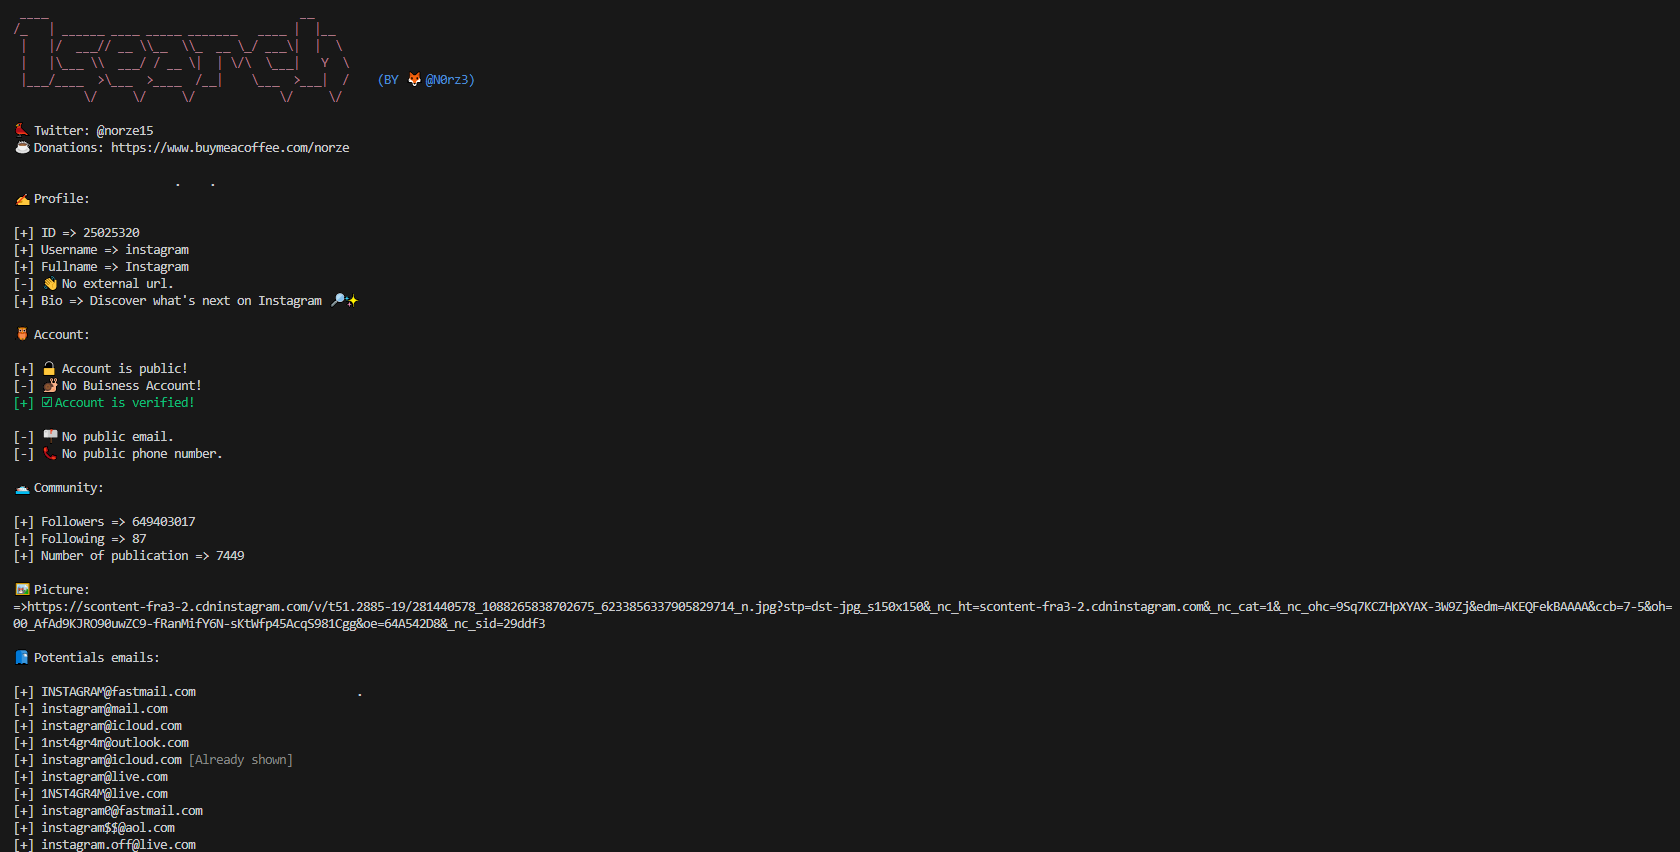 (BY 🦊 @N0rz3)
Twitter: @norze15
Donations: https://www.buymeacoffee.com/norze
Profile:
[+] ID => 25025320
[+] Username => instagram
[+] Fullname => Instagram
[-] 👋 No external url.
[+] Bio => Discover what's next on Instagram 🔎✨
Account:
[+] 🔓 Account is public!
[-] No Buisness Account!
[+] ☑ Account is verified!
[-] No public email.
[-] 📞 No public phone number.
Community:
[+] Followers => 649403017
[+] Following => 87
[+] Number of publication => 7449
🖼 Picture:
=>https://scontent-fra3-2.cdninstagram.com/v/t51.2885-19/281440578_1088265838702675_6233856337905829714_n.jpg?stp=dst-jpg_s150x150&_nc_ht=scontent-fra3-2.cdninstagram.com&_nc_cat=1&_nc_ohc=9Sq7KCZHpXYAX-3W9Zj&edm=AKEQFekBAAAA&ccb=7-5&oh=
00_AfAd9KJRO90uwZC9-fRanMifY6N-sKtWfp45AcqS981Cgg&oe=64A542D8&_nc_sid=29ddf3
Potentials emails:
[+] INSTAGRAM@fastmail.com
[+] instagram@mail.com
[+] instagram@icloud.com
[+] 1nst4gr4m@outlook.com
[+] instagram@icloud.com [Already shown]
[+] instagram@live.com
[+] 1NST4GR4M@live.com
[+] instagram0@fastmail.com
[+] instagram$$@aol.com
[+] instagram.off@live.com